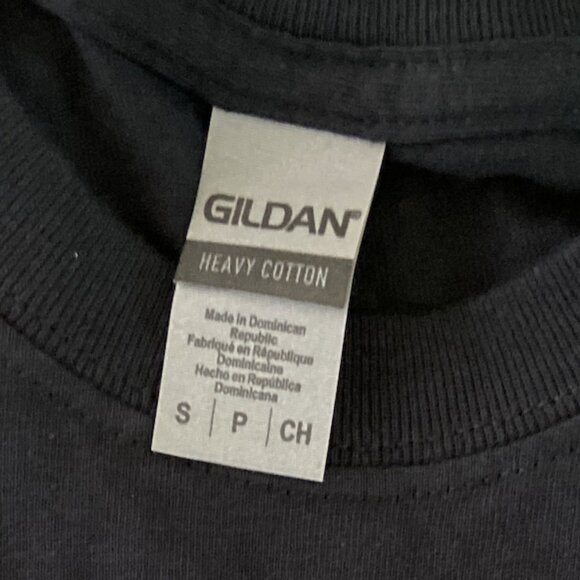 GILDAN®
HEAVY COTTON
Made in Dominican
Republic
Fabriqué en République
Dominicaine
Hecho en República
Dominicana
S | P | CH